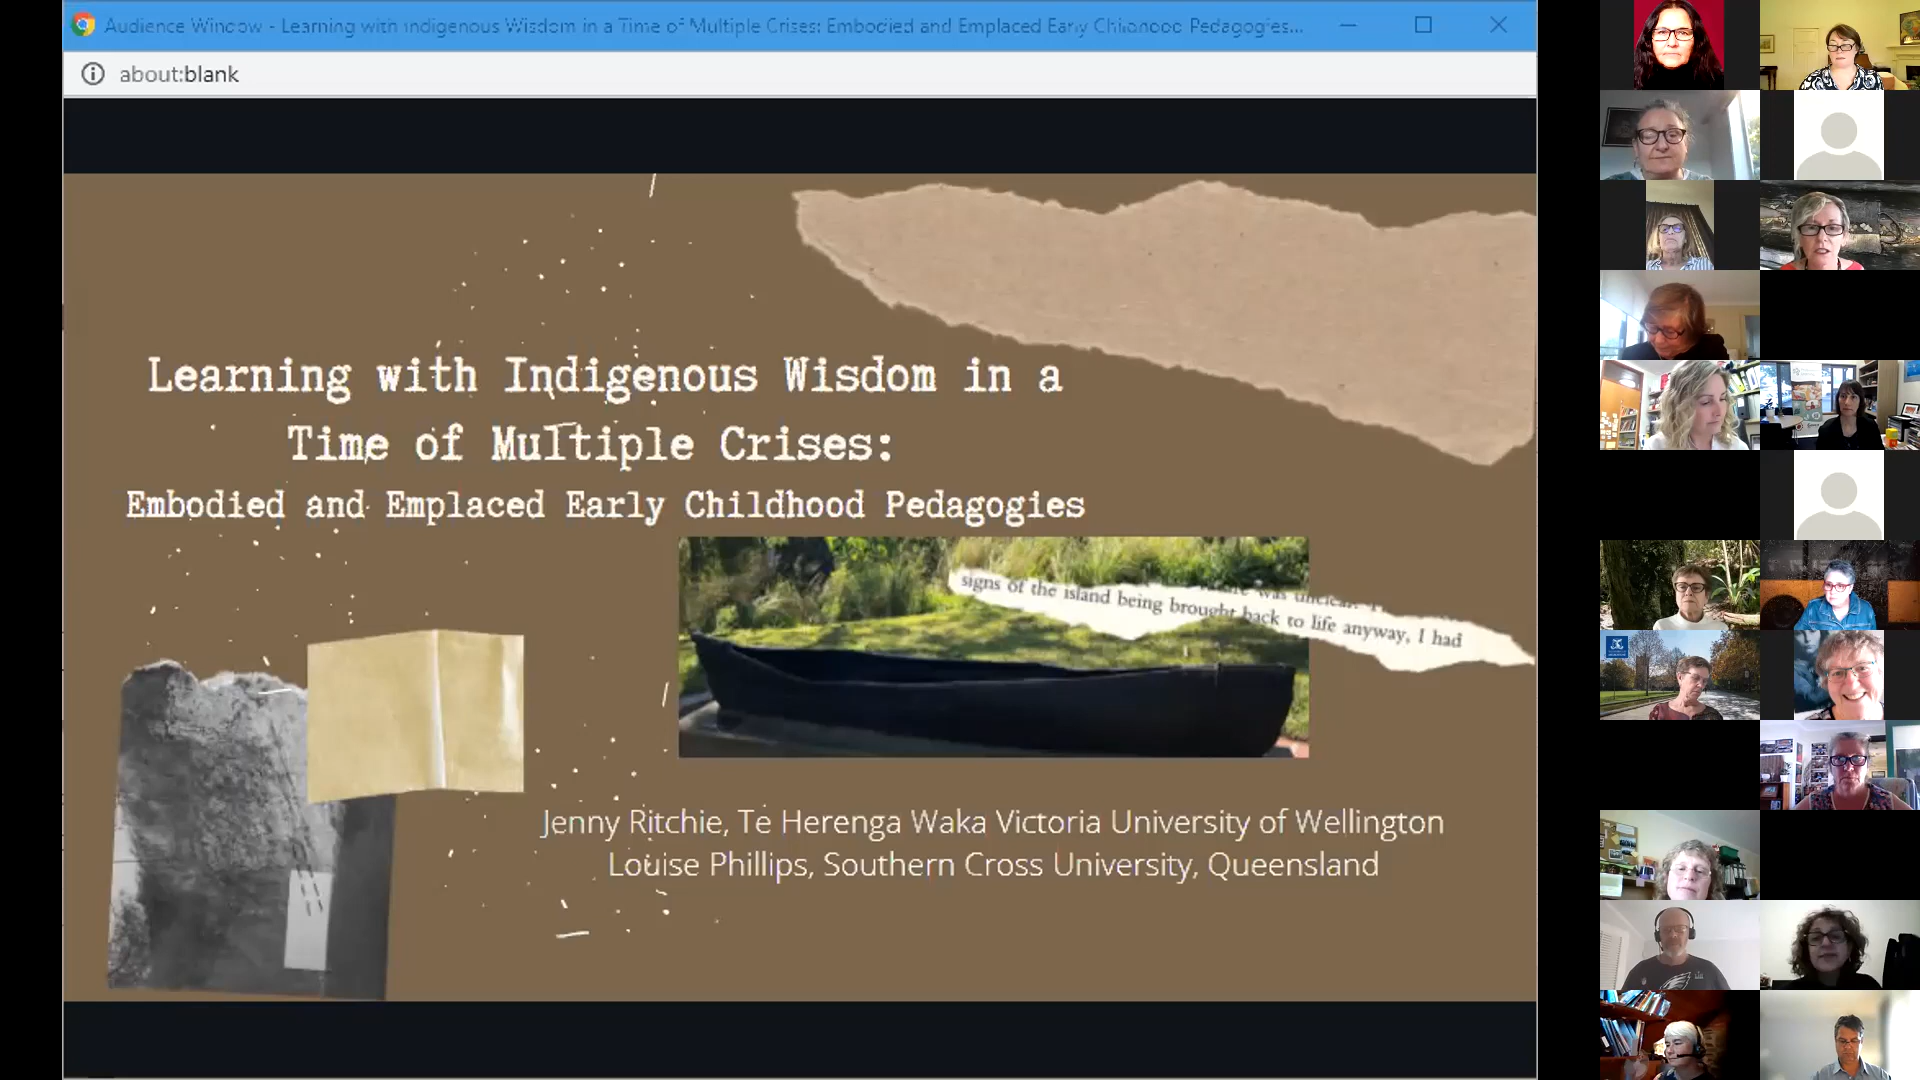 Audience Window - Learning with Indigenous Wisdom in a Time of Multiple Crises: Embodied and Emplaced Early Childhood Pedagogies...
about:blank
Learning with Indigenous Wisdom in a
Time of Multiple Crises:
Embodied and Emplaced Early Childhood Pedagogies
was unclear.
signs of the island being brought back to life anyway, I had
Jenny Ritchie, Te Herenga Waka Victoria University of Wellington
Louise Phillips, Southern Cross University, Queensland